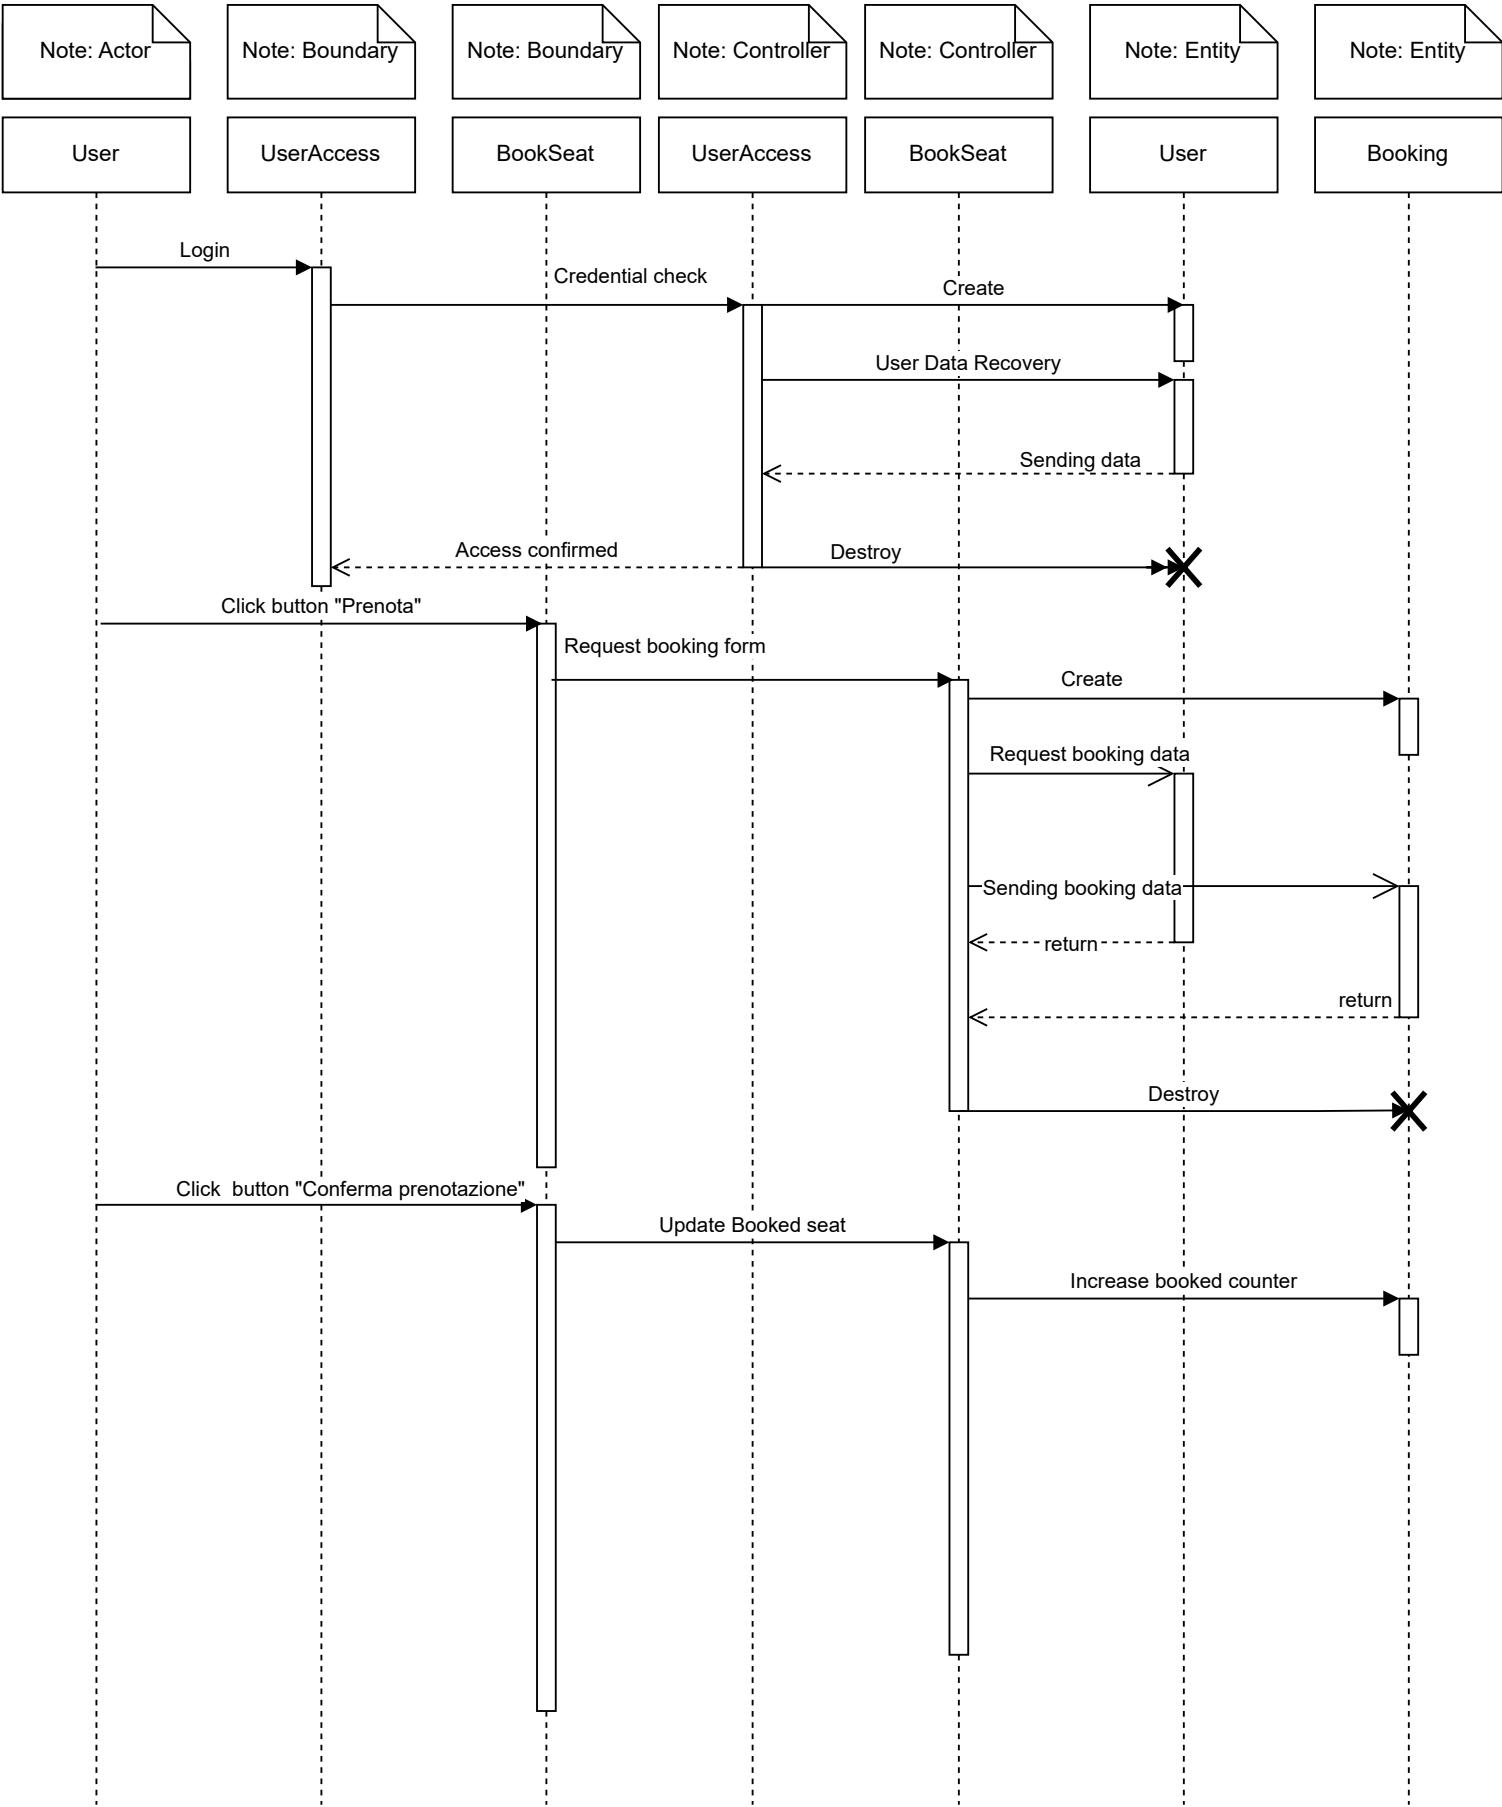 Note: Actor
Note: Boundary
Note: Boundary
Note: Controller
Note: Controller
Note: Entity
Note: Entity
User
UserAccess
BookSeat
UserAccess
BookSeat
User
Booking
Login
Credential check
Create
User Data Recovery
Sending data
Access confirmed
Destroy
Click button "Prenota"
Request booking form
Create
Request booking data
Sending booking data
return
return
Destroy
Click  button "Conferma prenotazione"
Update Booked seat
Increase booked counter